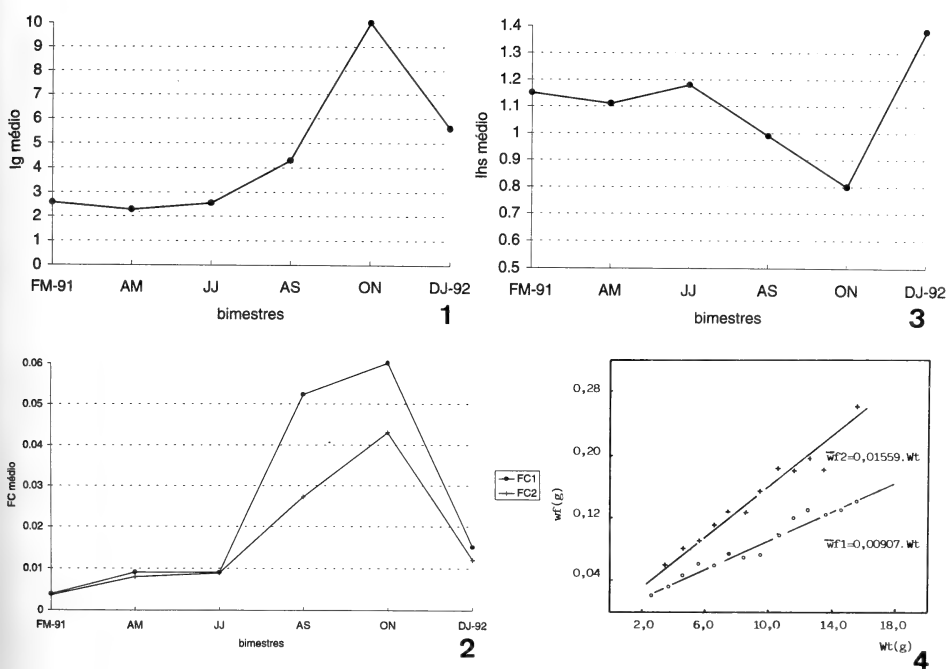 10
9
8
7
6
5
4
3
2
1
0
Ig médio
FM-91 AM JJ AS ON DJ-92
bimestres
1
1.4
1.3
1.2
1.1
1
0.9
0.8
0.7
0.6
0.5
Ihs médio
FM-91 AM JJ AS ON DJ-92
bimestres
3
0.06
0.05
0.04
0.03
0.02
0.01
0
FC médio
FM-91 AM JJ AS ON DJ-92
bimestres
FC1
FC2
2
0,28
0,20
0,12
0,04
wf(g)
w̄f2=0,01559.Wt
w̄f1=0,00907.Wt
2,0 6,0 10,0 14,0 18,0
Wt(g)
4